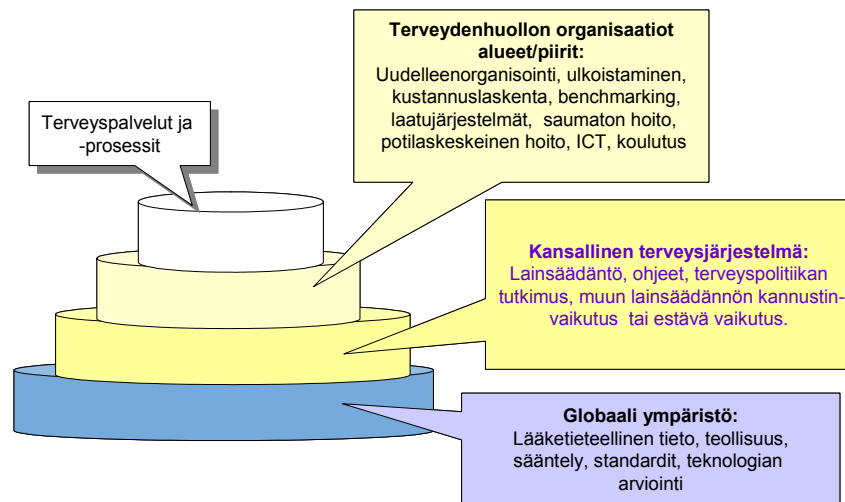 Terveydenhuollon organisaatiot
alueet/piirit:
Uudelleenorganisointi, ulkoistaminen,
kustannuslaskenta, benchmarking,
laatujärjestelmät, saumaton hoito,
potilaskeskeinen hoito, ICT, koulutus
Terveyspalvelut ja
-prosessit
Kansallinen terveysjärjestelmä:
Lainsäädäntö, ohjeet, terveyspolitiikan
tutkimus, muun lainsäädännön kannustin-
vaikutus tai estävä vaikutus.
Globaali ympäristö:
Lääketieteellinen tieto, teollisuus,
sääntely, standardit, teknologian
arviointi